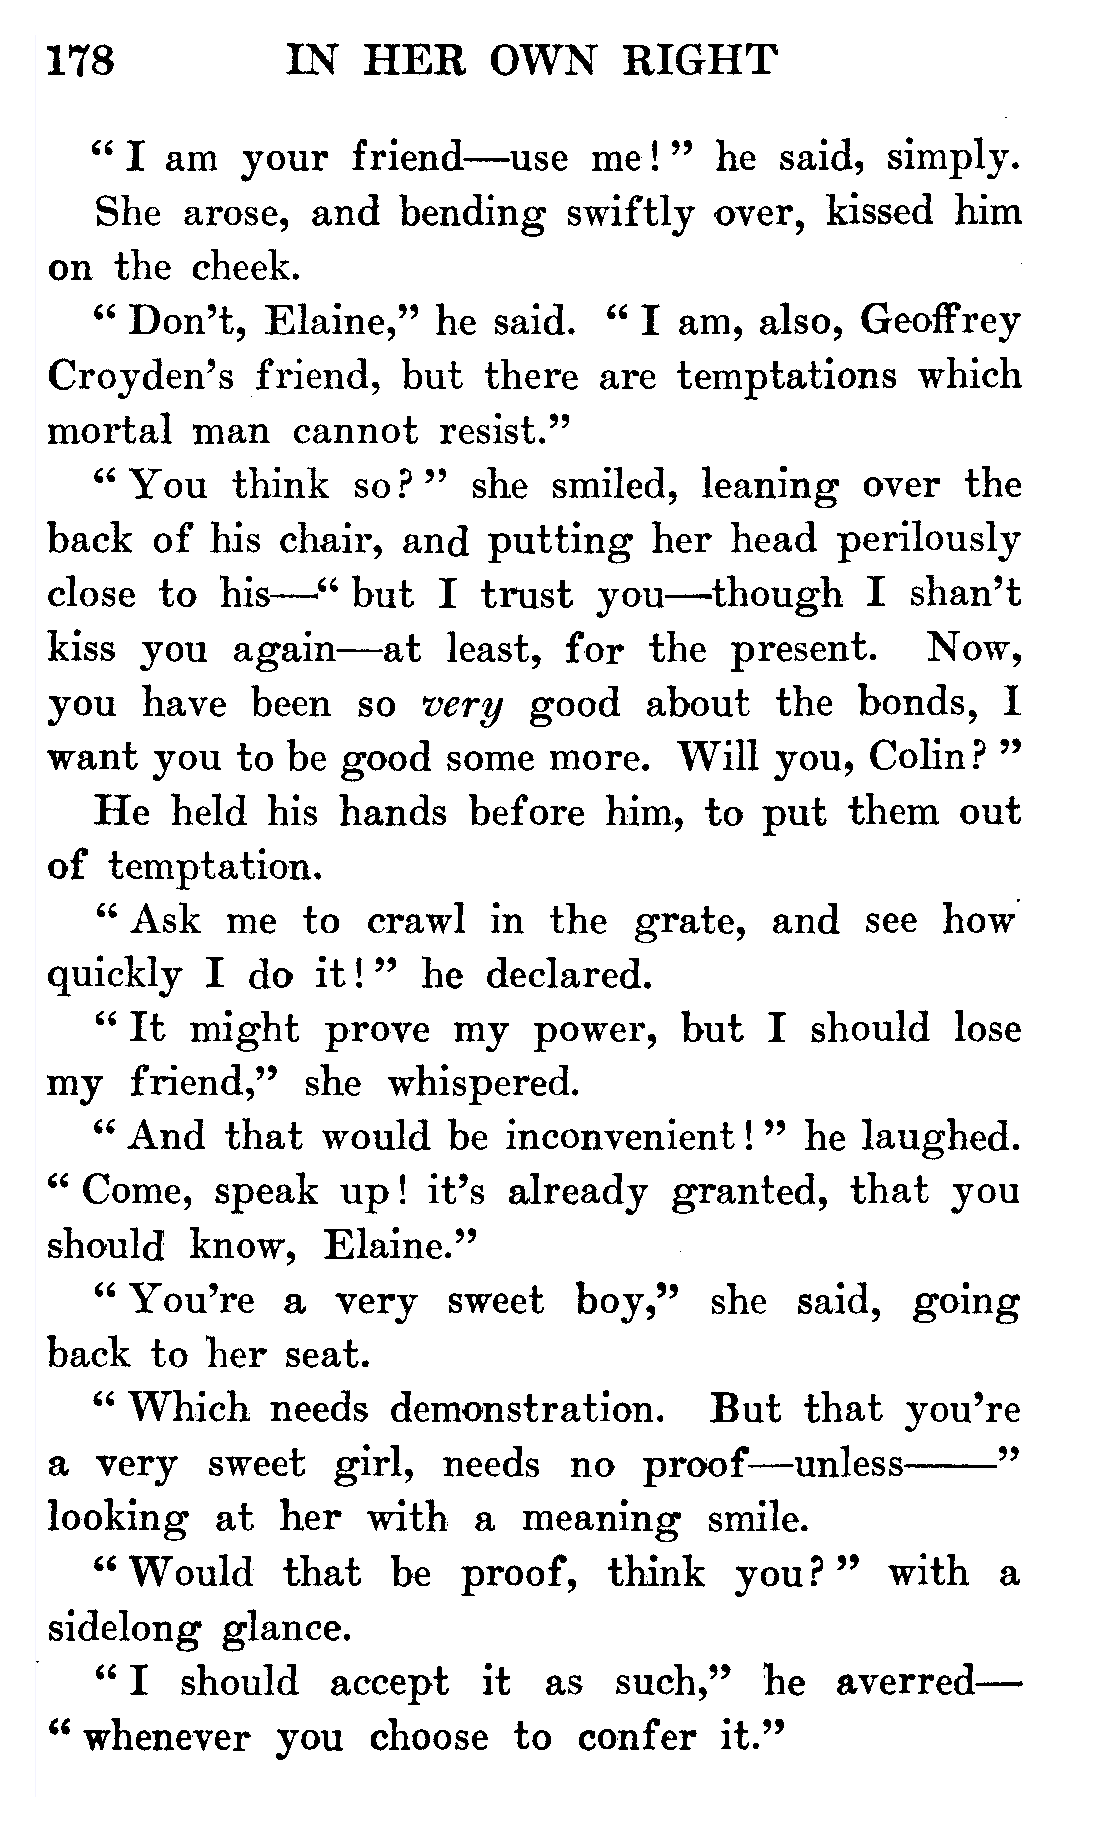 178 IN HER OWN RIGHT
“ I am your friend—use me! ” he said, simply.
She arose, and bending swiftly over, kissed him
on the cheek.
“ Don’t, Elaine,” he said. “ I am, also, Geoffrey
Croyden’s friend, but there are temptations which
mortal man cannot resist.”
“ You think so? ” she smiled, leaning over the
back of his chair, and putting her head perilously
close to his—“ but I trust you—though I shan’t
kiss you again—at least, for the present. Now,
you have been so very good about the bonds, I
want you to be good some more. Will you, Colin? ”
He held his hands before him, to put them out
of temptation.
“ Ask me to crawl in the grate, and see how
quickly I do it! ” he declared.
“ It might prove my power, but I should lose
my friend,” she whispered.
“ And that would be inconvenient! ” he laughed.
“ Come, speak up! it’s already granted, that you
should know, Elaine.”
“ You’re a very sweet boy,” she said, going
back to her seat.
“ Which needs demonstration. But that you’re
a very sweet girl, needs no proof—unless——”
looking at her with a meaning smile.
“ Would that be proof, think you? ” with a
sidelong glance.
“ I should accept it as such,” he averred—
“ whenever you choose to confer it.”